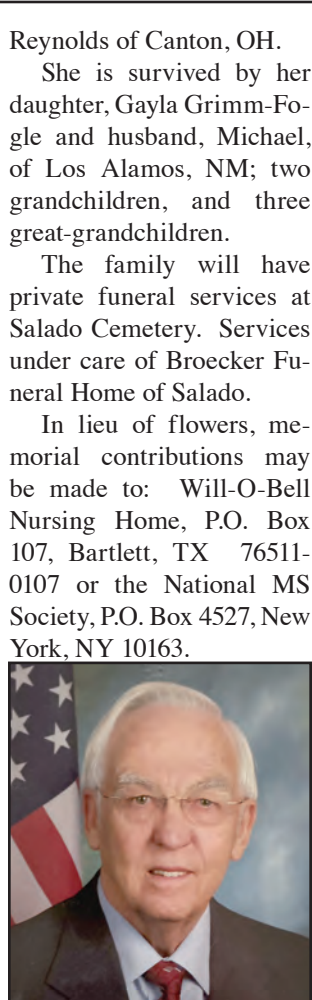 Reynolds of Canton, OH.
She is survived by her
daughter, Gayla Grimm-Fo-
gle and husband, Michael,
of Los Alamos, NM; two
grandchildren, and three
great-grandchildren.
The family will have
private funeral services at
Salado Cemetery. Services
under care of Broecker Fu-
neral Home of Salado.
In lieu of flowers, me-
morial contributions may
be made to: Will-O-Bell
Nursing Home, P.O. Box
107, Bartlett, TX 76511-
0107 or the National MS
Society, P.O. Box 4527, New
York, NY 10163.